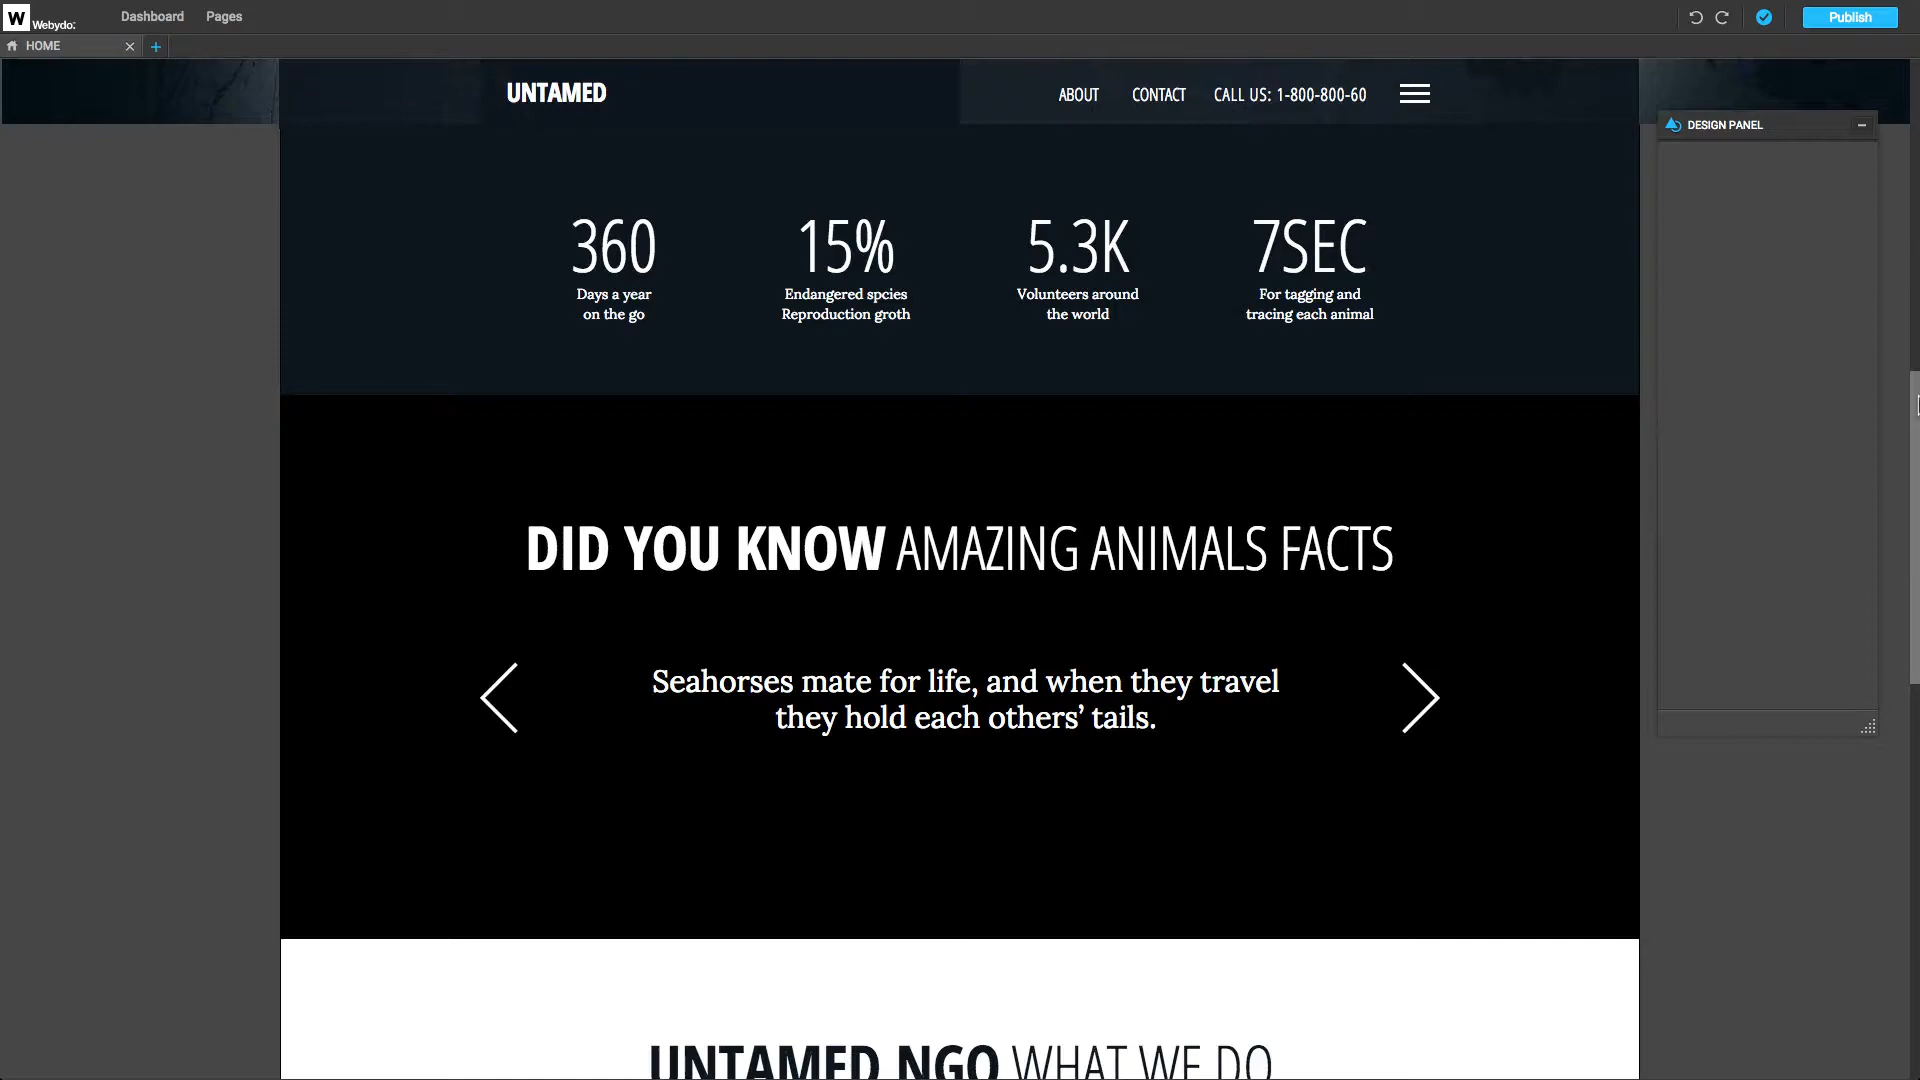 W Webydo:
Dashboard Pages
Publish
HOME
UNTAMED
ABOUT CONTACT CALL US: 1-800-800-60
DESIGN PANEL
360
Days a year
on the go
15%
Endangered spcies
Reproduction groth
5.3K
Volunteers around
the world
7SEC
For tagging and
tracing each animal
DID YOU KNOW AMAZING ANIMALS FACTS
Seahorses mate for life, and when they travel
they hold each others’ tails.
UNTAMED NGO WHAT WE DO